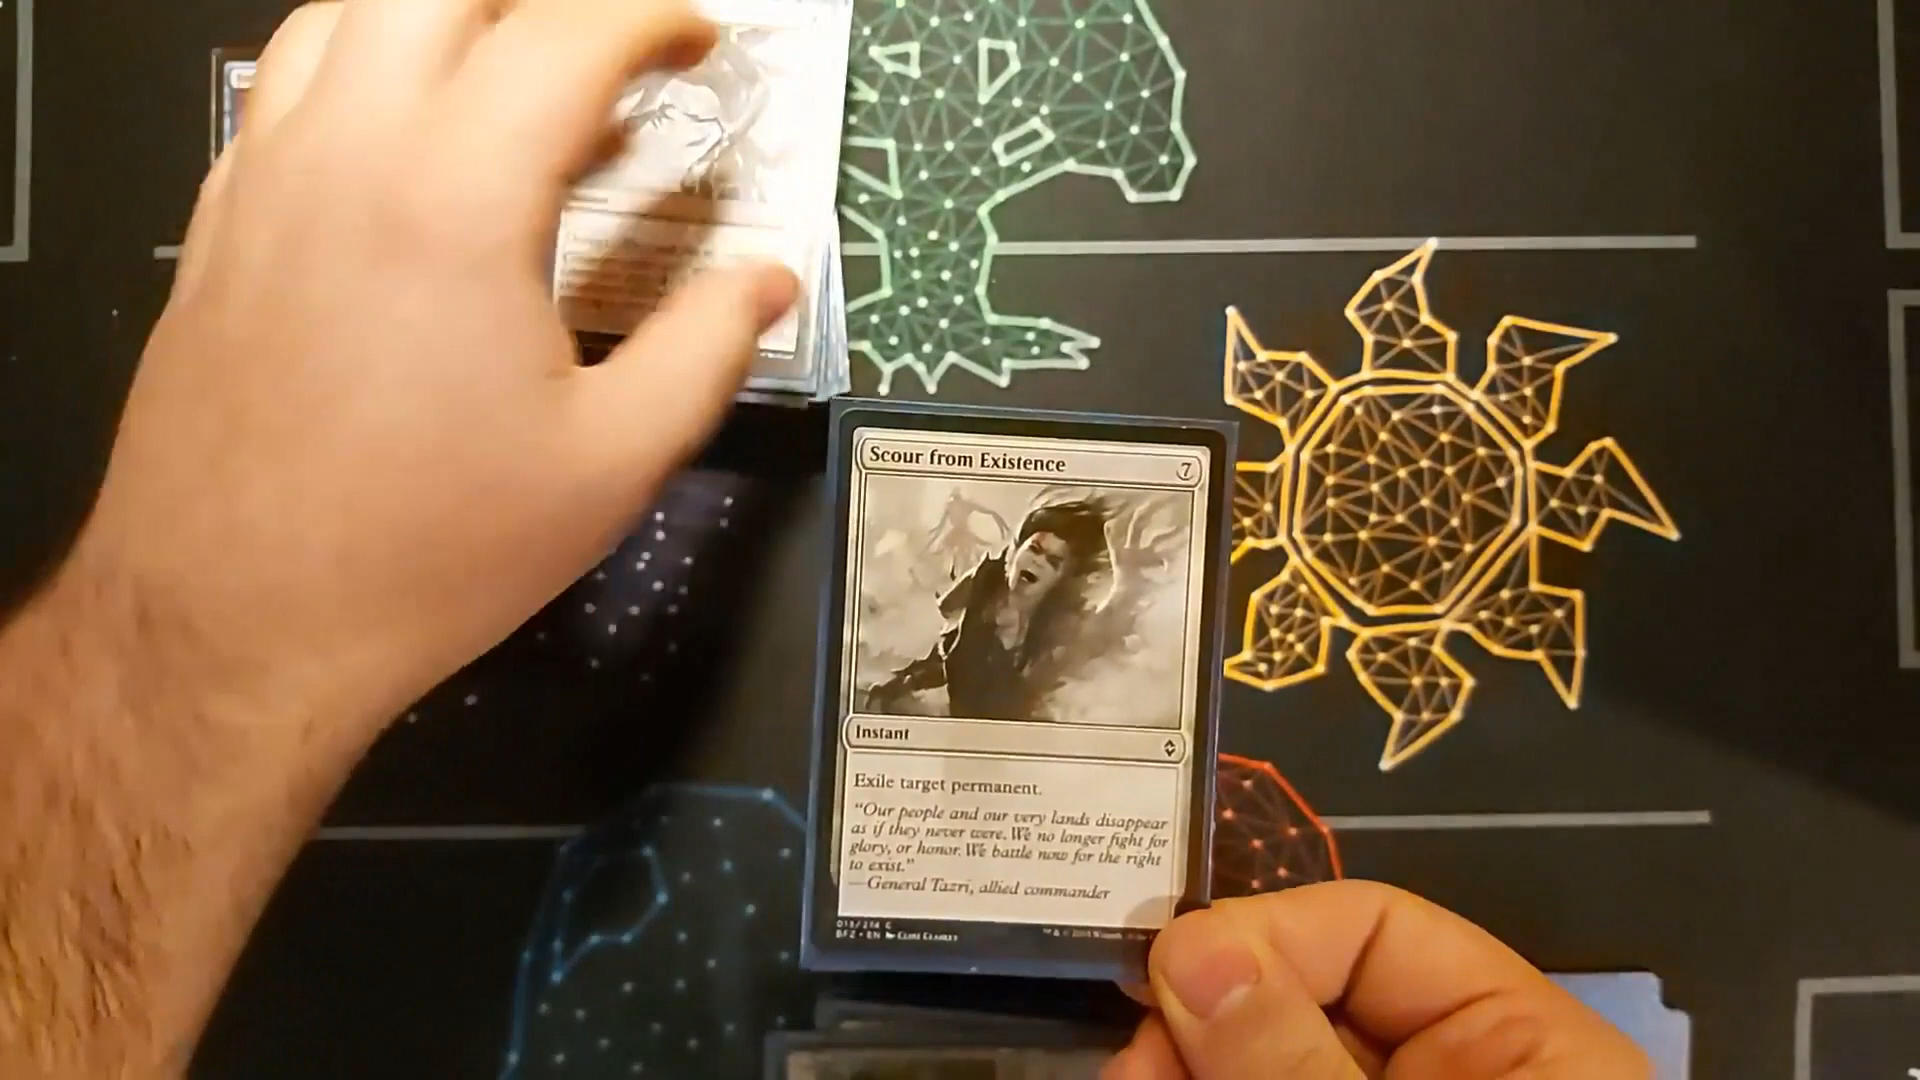 Scour from Existence 7
Instant
Exile target permanent.
"Our people and our very lands disappear
as if they never were. We no longer fight for
glory, or honor. We battle now for the right
to exist."
—General Tazri, allied commander
BFZ • EN